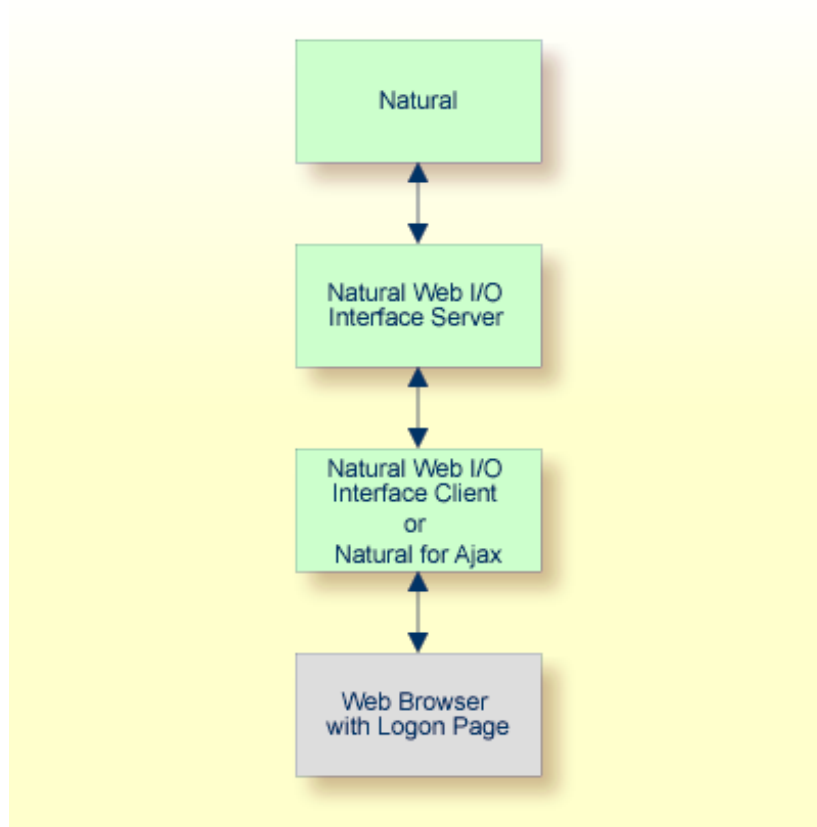 Natural
Natural Web I/O
Interface Server
Natural Web I/O
Interface Client
or
Natural for Ajax
Web Browser
with Logon Page